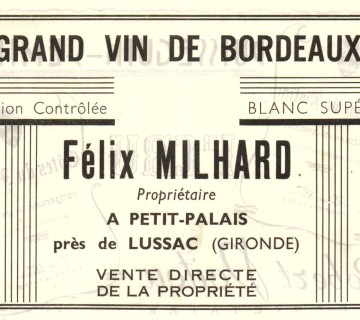 GRAND VIN DE BORDEAUX
ion Contrôlée
BLANC SUPÉ
Félix MILHARD
Propriétaire
A PETIT-PALAIS
près de LUSSAC (GIRONDE)
VENTE DIRECTE
DE LA PROPRIÉTÉ